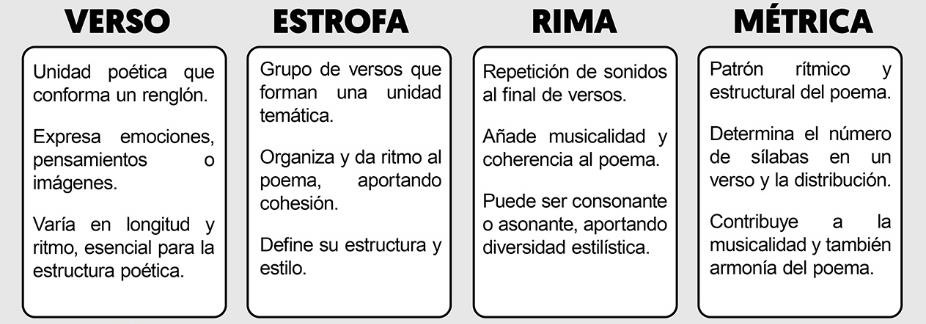 VERSO
Unidad poética que
conforma un renglón.
Expresa emociones,
pensamientos o
imágenes.
Varía en longitud y
ritmo, esencial para la
estructura poética.
ESTROFA
Grupo de versos que
forman una unidad
temática.
Organiza y da ritmo al
poema, aportando
cohesión.
Define su estructura y
estilo.
RIMA
Repetición de sonidos
al final de versos.
Añade musicalidad y
coherencia al poema.
Puede ser consonante
o asonante, aportando
diversidad estilística.
MÉTRICA
Patrón rítmico y
estructural del poema.
Determina el número
de sílabas en un
verso y la distribución.
Contribuye a la
musicalidad y también
armonía del poema.